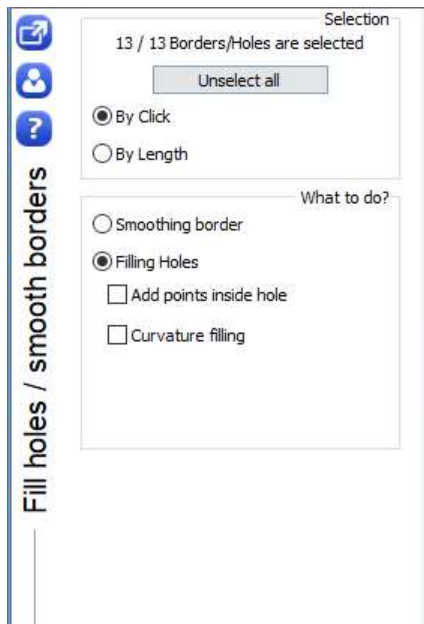 Selection
13 / 13 Borders/Holes are selected
Unselect all
By Click
By Length
What to do?
Smoothing border
Filling Holes
Add points inside hole
Curvature filling
Fill holes / smooth borders
?